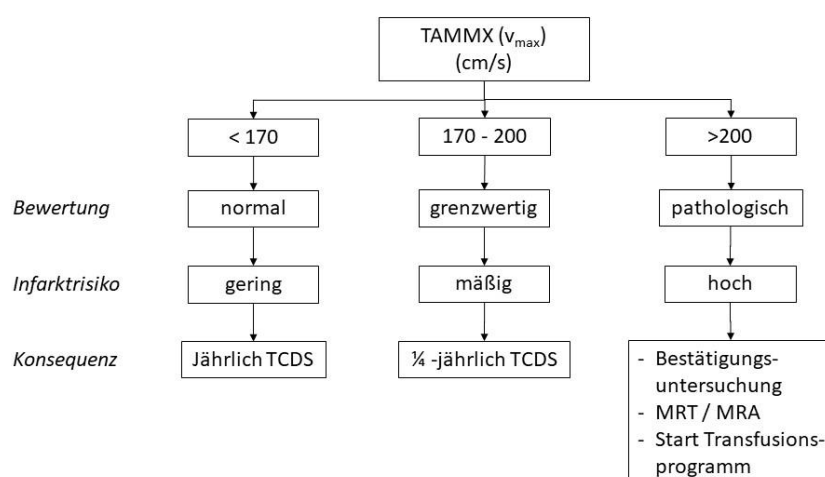 TAMMX (vmax)
(cm/s)
< 170
170 - 200
>200
Bewertung
normal
grenzwertig
pathologisch
Infarktrisiko
gering
mäßig
hoch
Konsequenz
Jährlich TCDS
¼ -jährlich TCDS
- Bestätigungs-
untersuchung
- MRT / MRA
- Start Transfusions-
programm